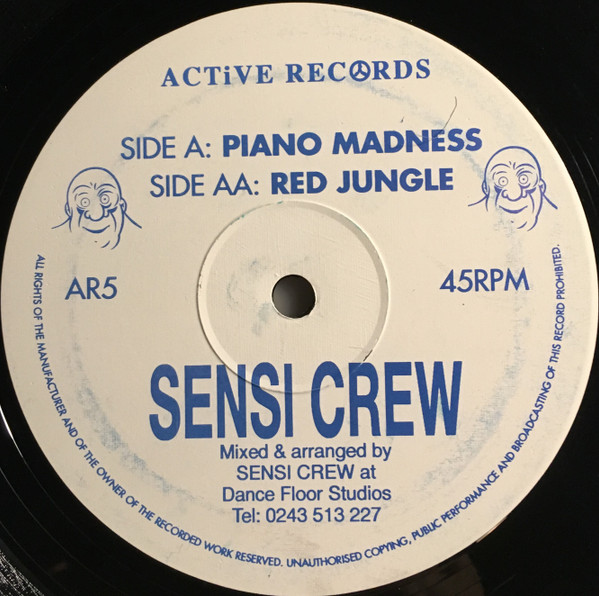 ACTiVE RECORDS
SIDE A: PIANO MADNESS
SIDE AA: RED JUNGLE
AR5
45RPM
SENSI CREW
Mixed & arranged by
SENSI CREW at
Dance Floor Studios
Tel: 0243 513 227
ALL RIGHTS OF THE MANUFACTURER AND OF THE OWNER OF THE RECORDED WORK RESERVED. UNAUTHORISED COPYING, PUBLIC PERFORMANCE AND BROADCASTING OF THIS RECORD PROHIBITED.